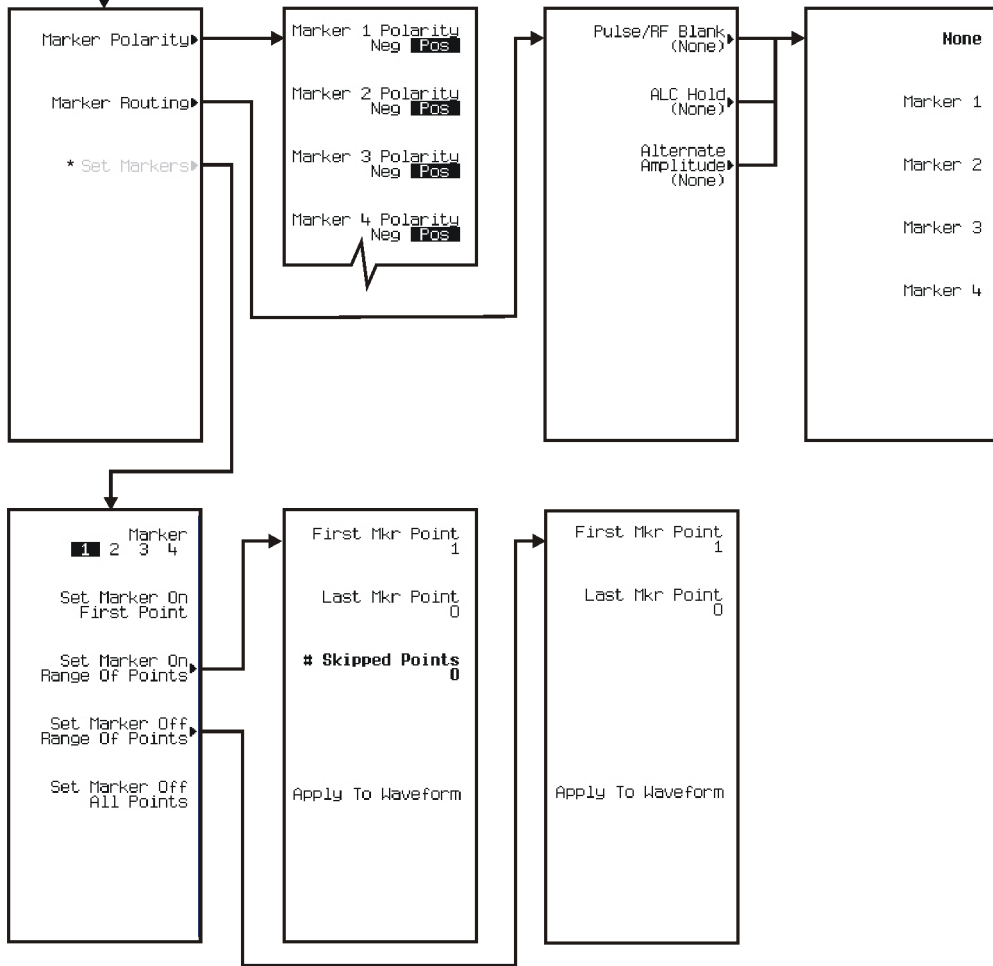 Marker Polarity
Marker Routing
* Set Markers
Marker 1 Polarity
Neg Pos
Marker 2 Polarity
Neg Pos
Marker 3 Polarity
Neg Pos
Marker 4 Polarity
Neg Pos
Pulse/RF Blank
(None)
ALC Hold
(None)
Alternate
Amplitude
(None)
None
Marker 1
Marker 2
Marker 3
Marker 4
Marker
1 2 3 4
Set Marker On
First Point
Set Marker On
Range Of Points
Set Marker Off
Range Of Points
Set Marker Off
All Points
First Mkr Point
1
Last Mkr Point
0
# Skipped Points
0
Apply To Waveform
First Mkr Point
1
Last Mkr Point
0
Apply To Waveform